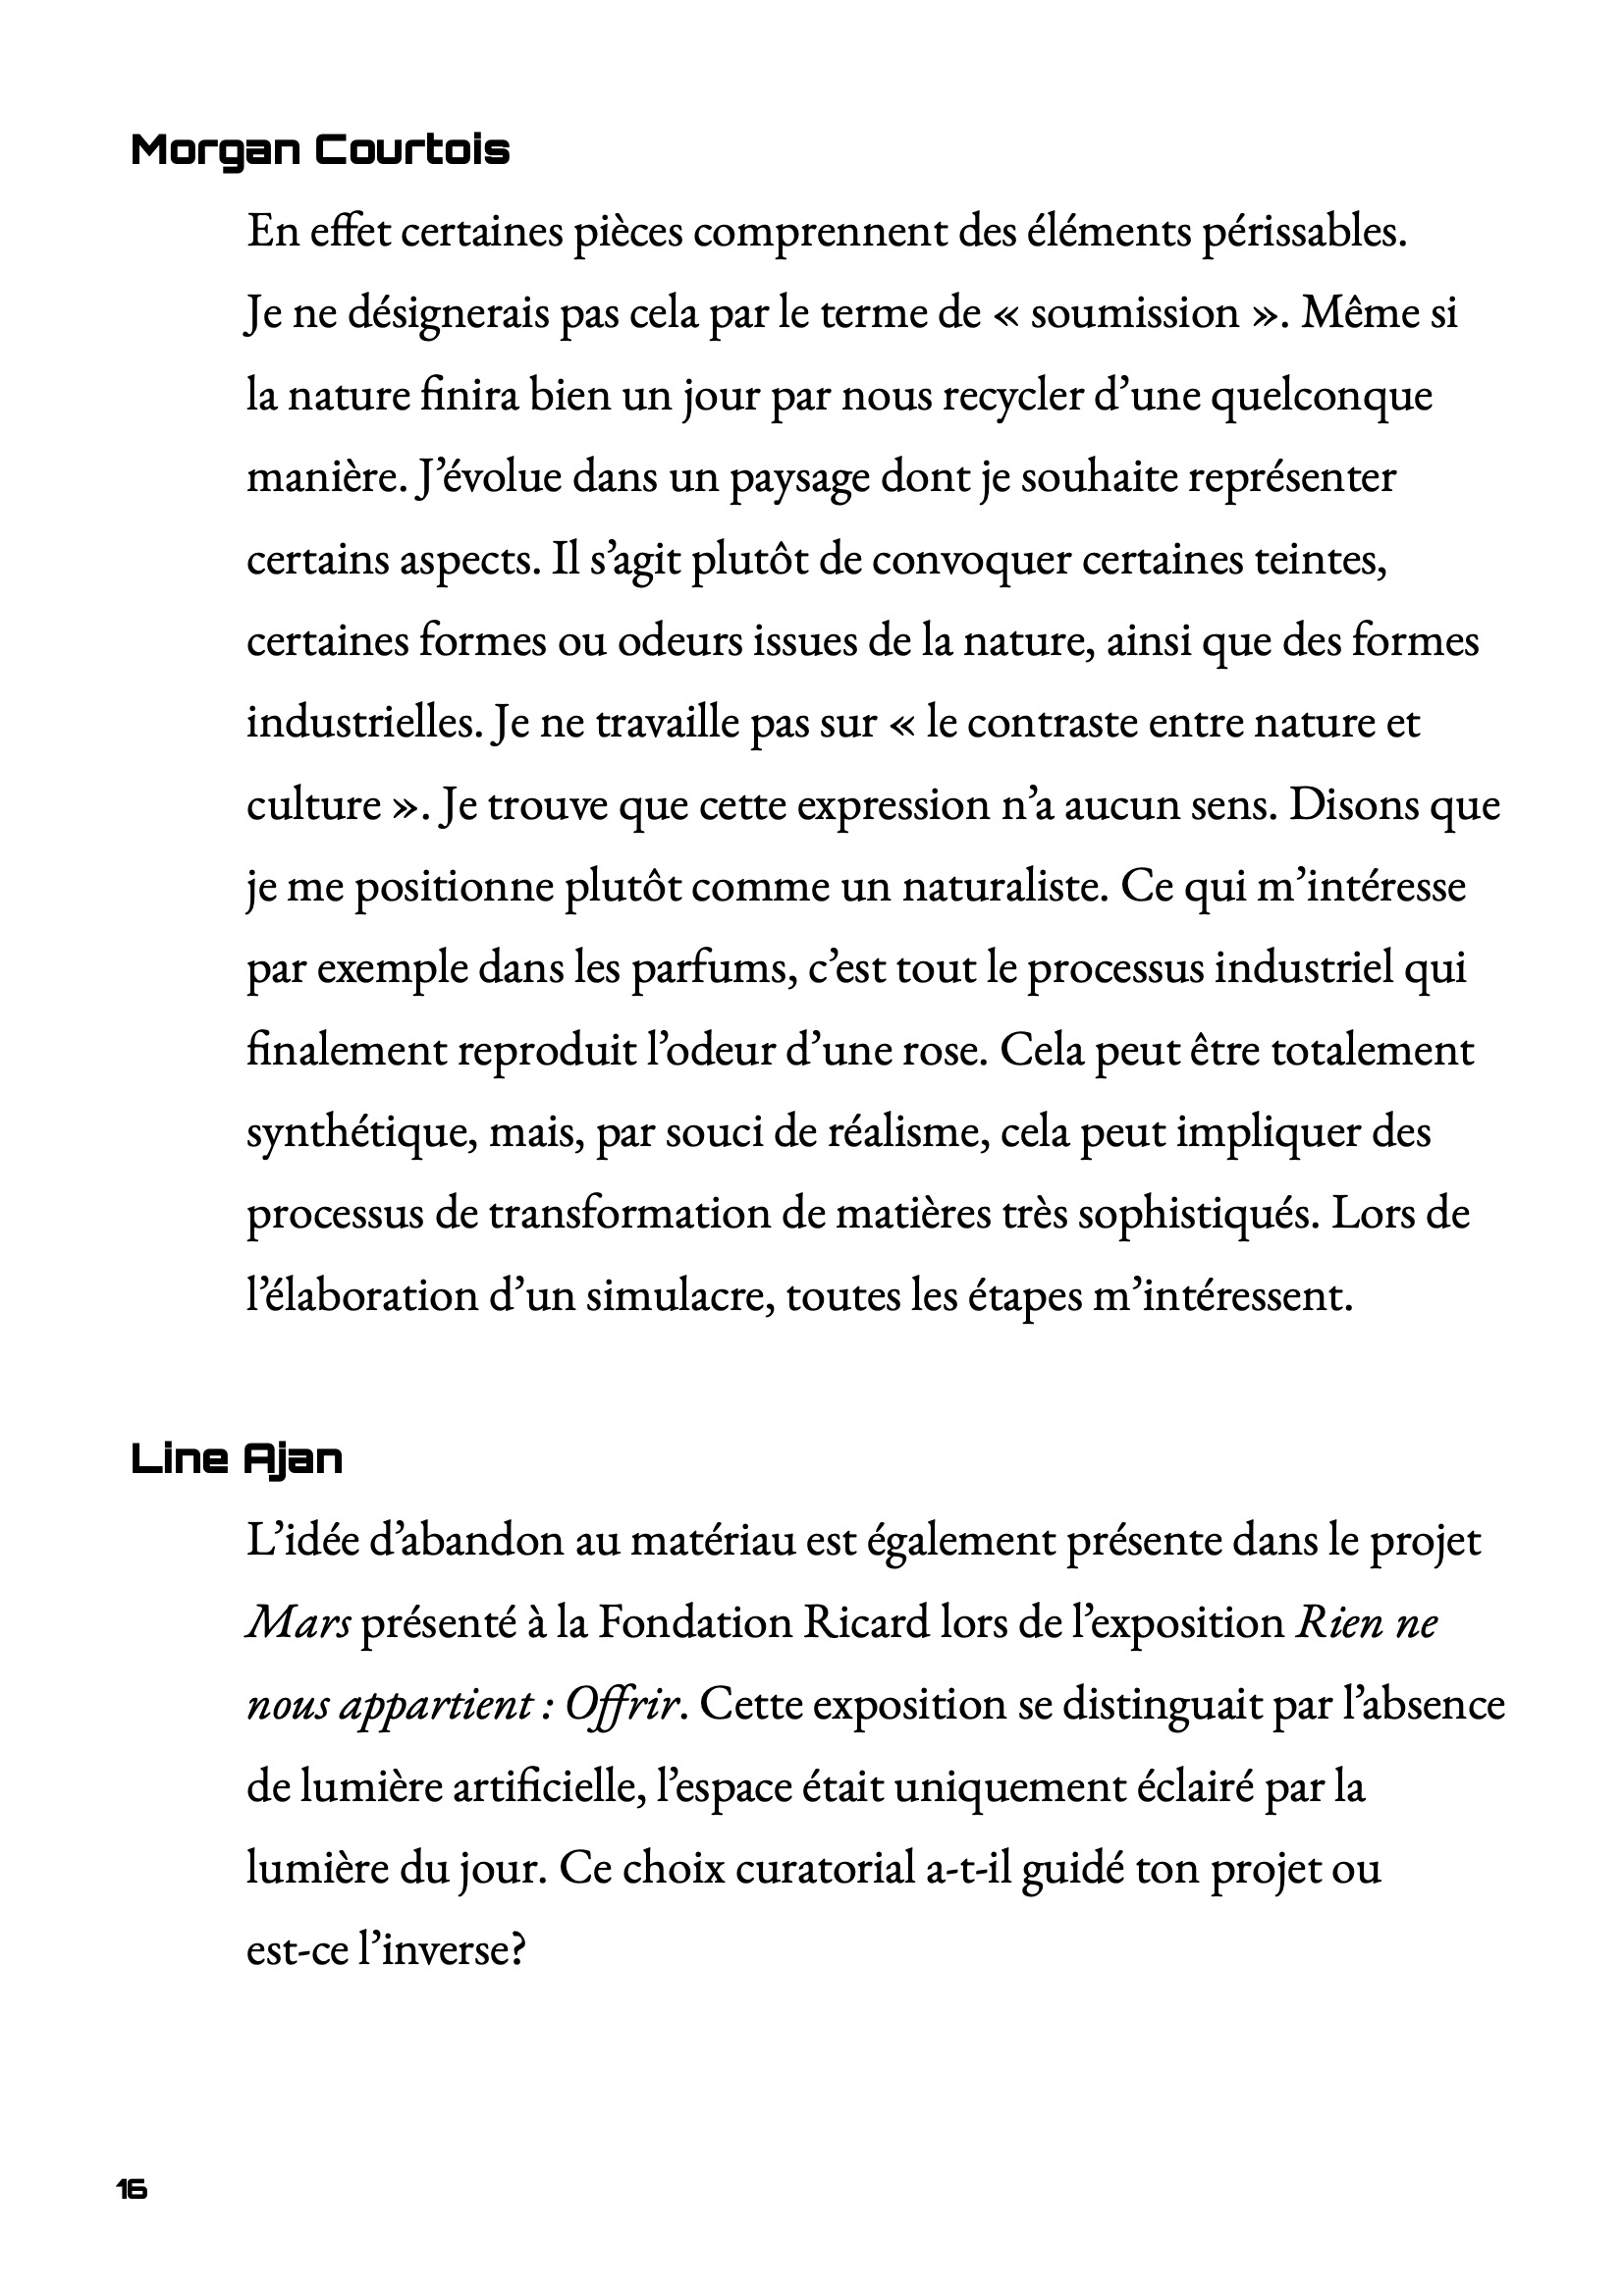 Morgan Courtois
En effet certaines pièces comprennent des éléments périssables.
Je ne désignerais pas cela par le terme de « soumission ». Même si
la nature finira bien un jour par nous recycler d’une quelconque
manière. J’évolue dans un paysage dont je souhaite représenter
certains aspects. Il s’agit plutôt de convoquer certaines teintes,
certaines formes ou odeurs issues de la nature, ainsi que des formes
industrielles. Je ne travaille pas sur « le contraste entre nature et
culture ». Je trouve que cette expression n’a aucun sens. Disons que
je me positionne plutôt comme un naturaliste. Ce qui m’intéresse
par exemple dans les parfums, c’est tout le processus industriel qui
finalement reproduit l’odeur d’une rose. Cela peut être totalement
synthétique, mais, par souci de réalisme, cela peut impliquer des
processus de transformation de matières très sophistiqués. Lors de
l’élaboration d’un simulacre, toutes les étapes m’intéressent.
Line Ajan
L’idée d’abandon au matériau est également présente dans le projet
Mars présenté à la Fondation Ricard lors de l’exposition Rien ne
nous appartient : Offrir. Cette exposition se distinguait par l’absence
de lumière artificielle, l’espace était uniquement éclairé par la
lumière du jour. Ce choix curatorial a-t-il guidé ton projet ou
est-ce l’inverse?
16